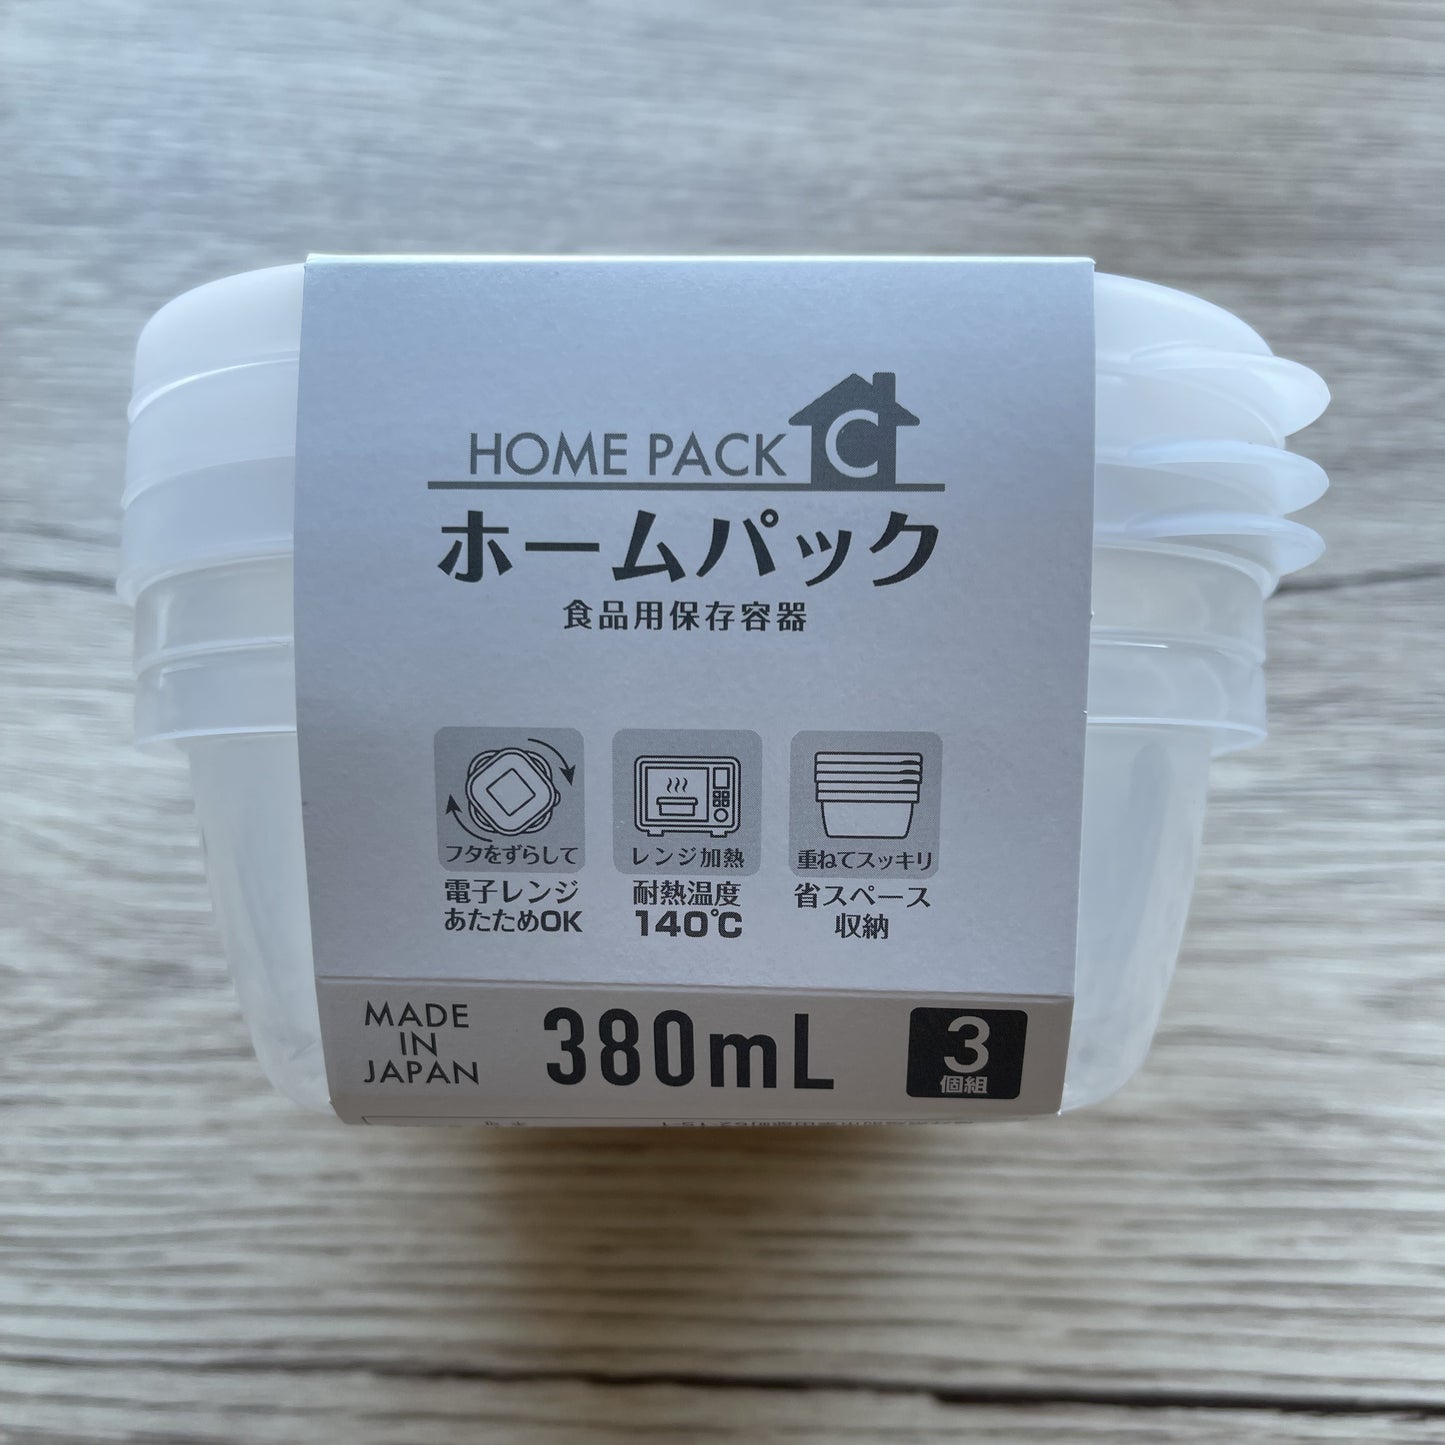 HOME PACK C
ホームパック
食品用保存容器
フタをずらして
電子レンジ
あたためOK
レンジ加熱
耐熱温度
140℃
重ねてスッキリ
省スペース
収納
MADE
IN
JAPAN
380mL
3
個組